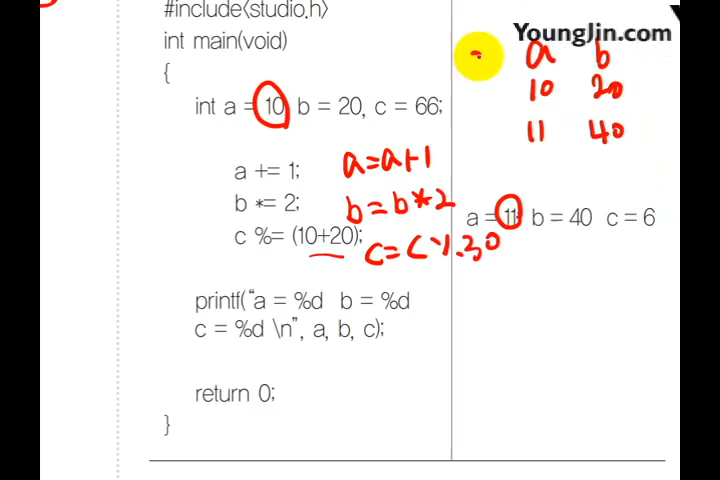 #include<studio.h>
YoungJin.com
int main(void)
a b
{
10 20
int a = 10, b = 20, c = 66;
11 40
a += 1; a=a+1
b *= 2; b=b*2
a = 11 b = 40 c = 6
c %= (10+20); c=c%30
printf("a = %d b = %d
c = %d \n", a, b, c);
return 0;
}